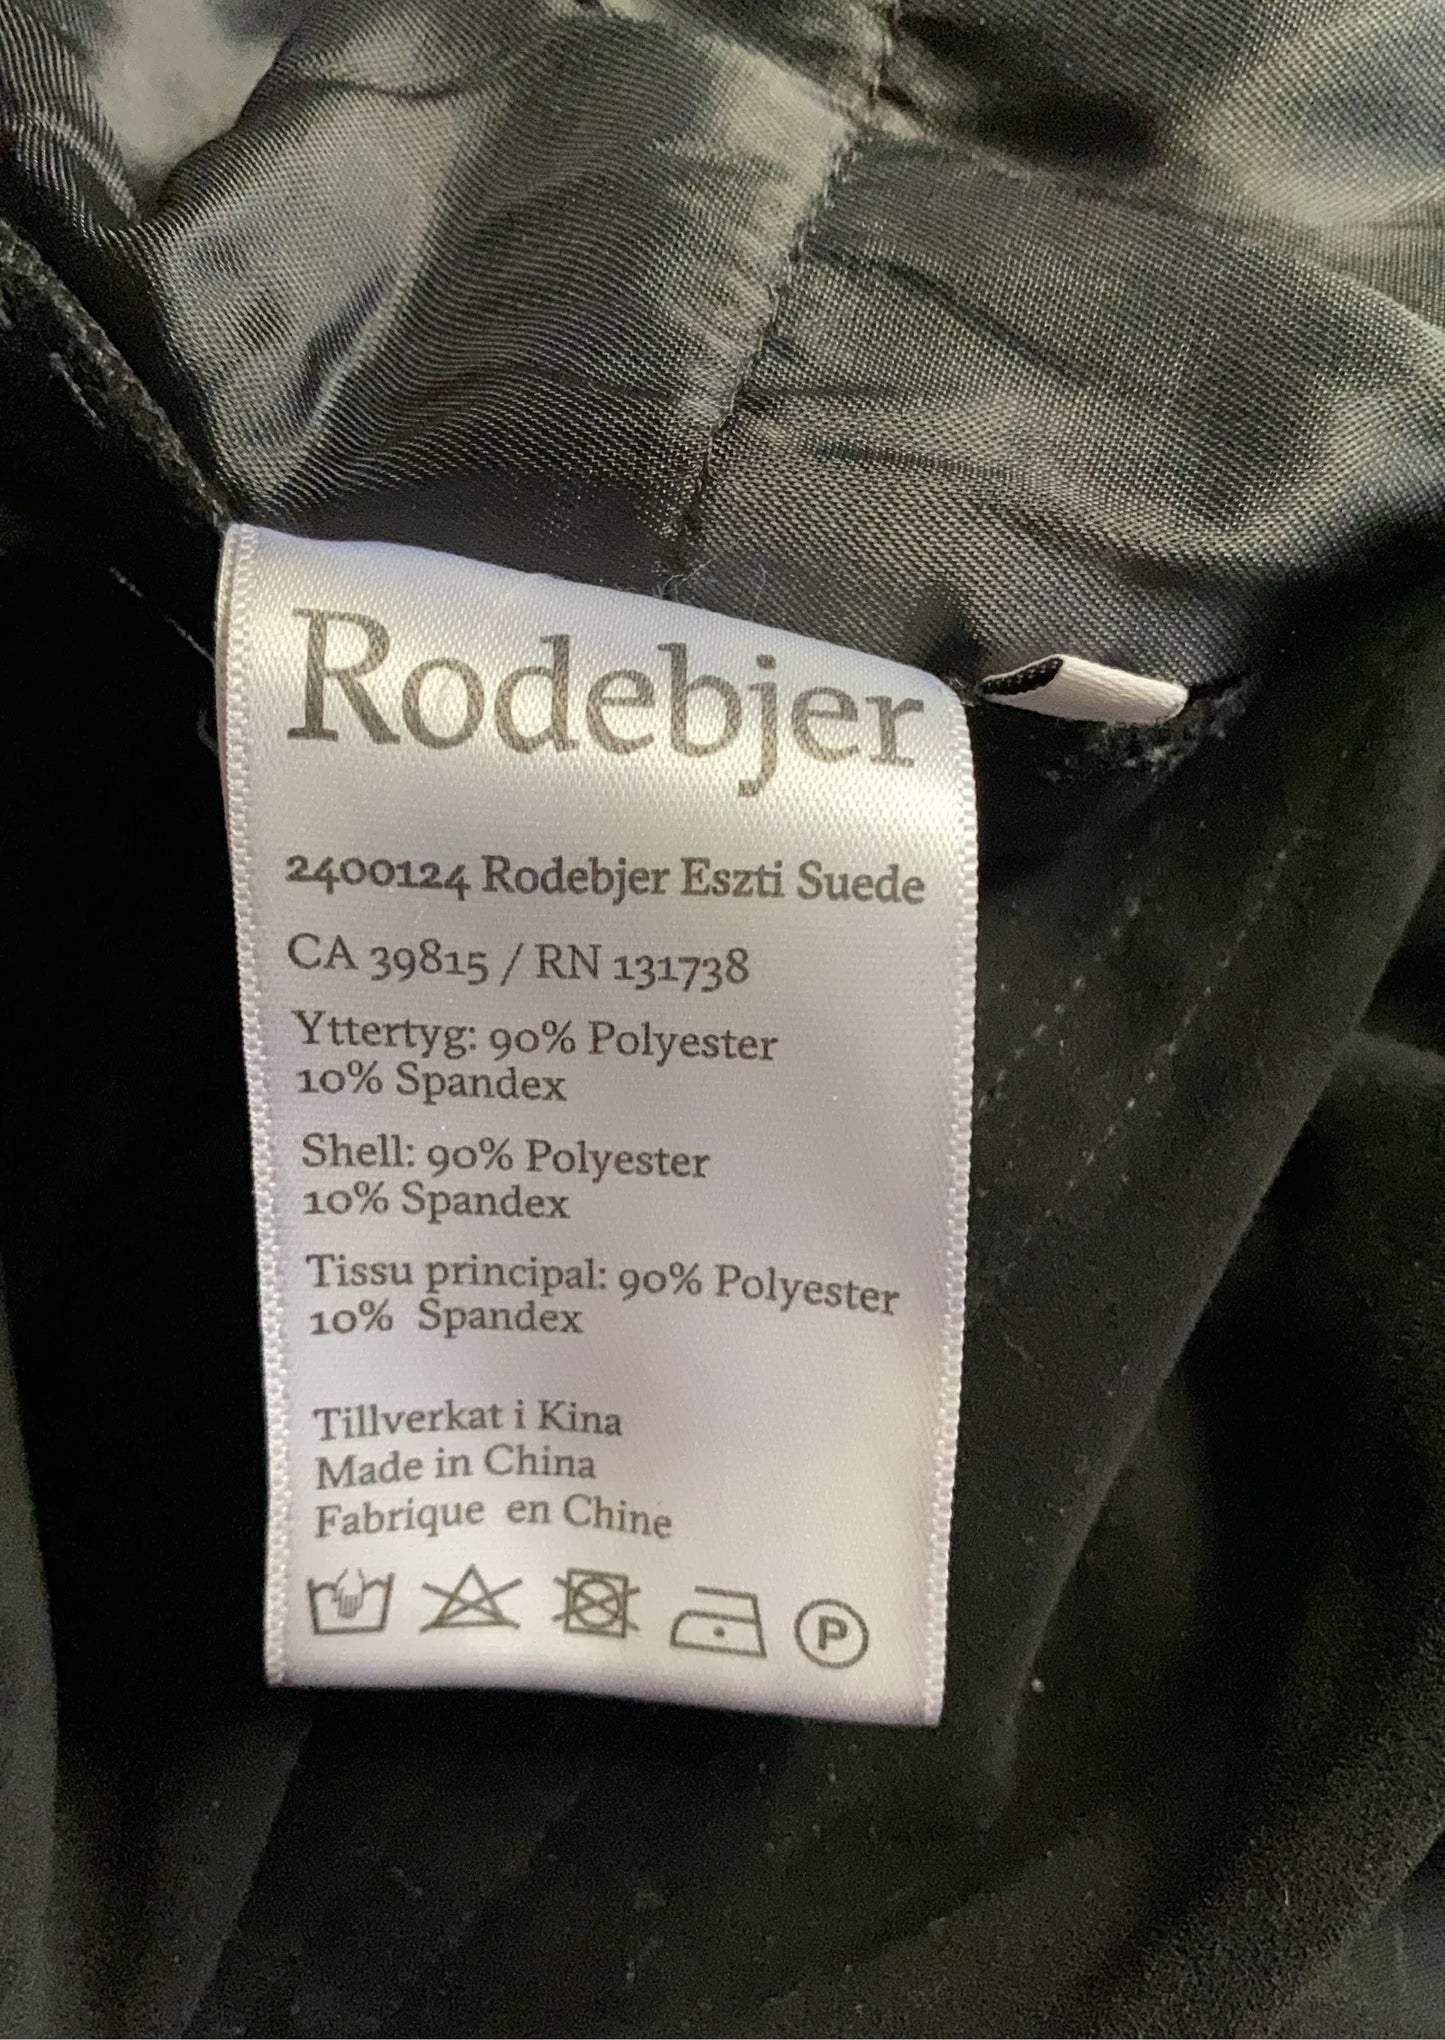 Rodebjer
2400124 Rodebjer Eszti Suede
CA 39815 / RN 131738
Yttertyg: 90% Polyester
10% Spandex
Shell: 90% Polyester
10% Spandex
Tissu principal: 90% Polyester
10% Spandex
Tillverkat i Kina
Made in China
Fabrique en Chine
P